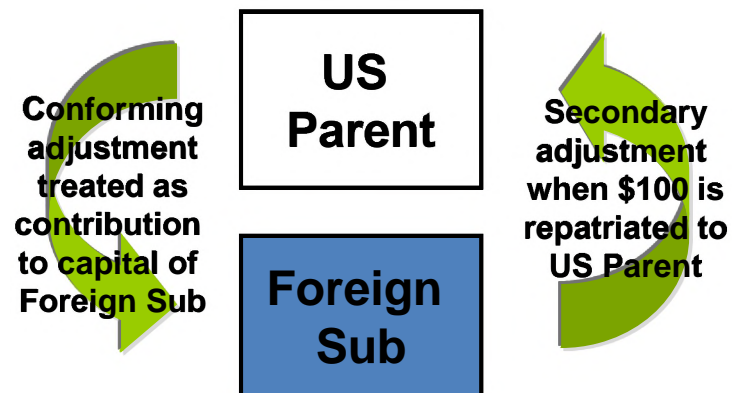 Conforming
adjustment
treated as
contribution
to capital of
Foreign Sub
US
Parent
Foreign
Sub
Secondary
adjustment
when $100 is
repatriated to
US Parent